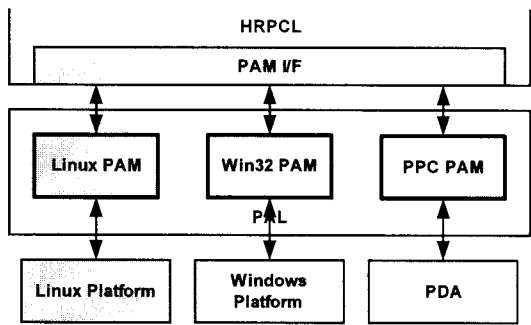 HRPCL
PAM I/F
Linux PAM
Win32 PAM
PPC PAM
PAL
Linux Platform
Windows
Platform
PDA